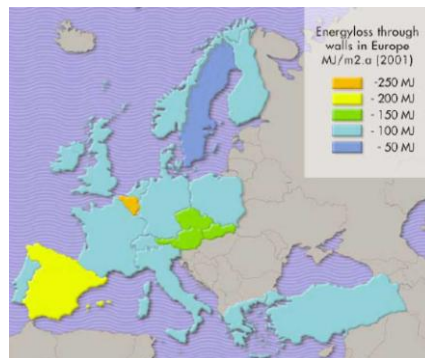 Energyloss through
walls in Europe
MJ/m2.a (2001)
-250 MJ
- 200 MJ
- 150 MJ
- 100 MJ
- 50 MJ